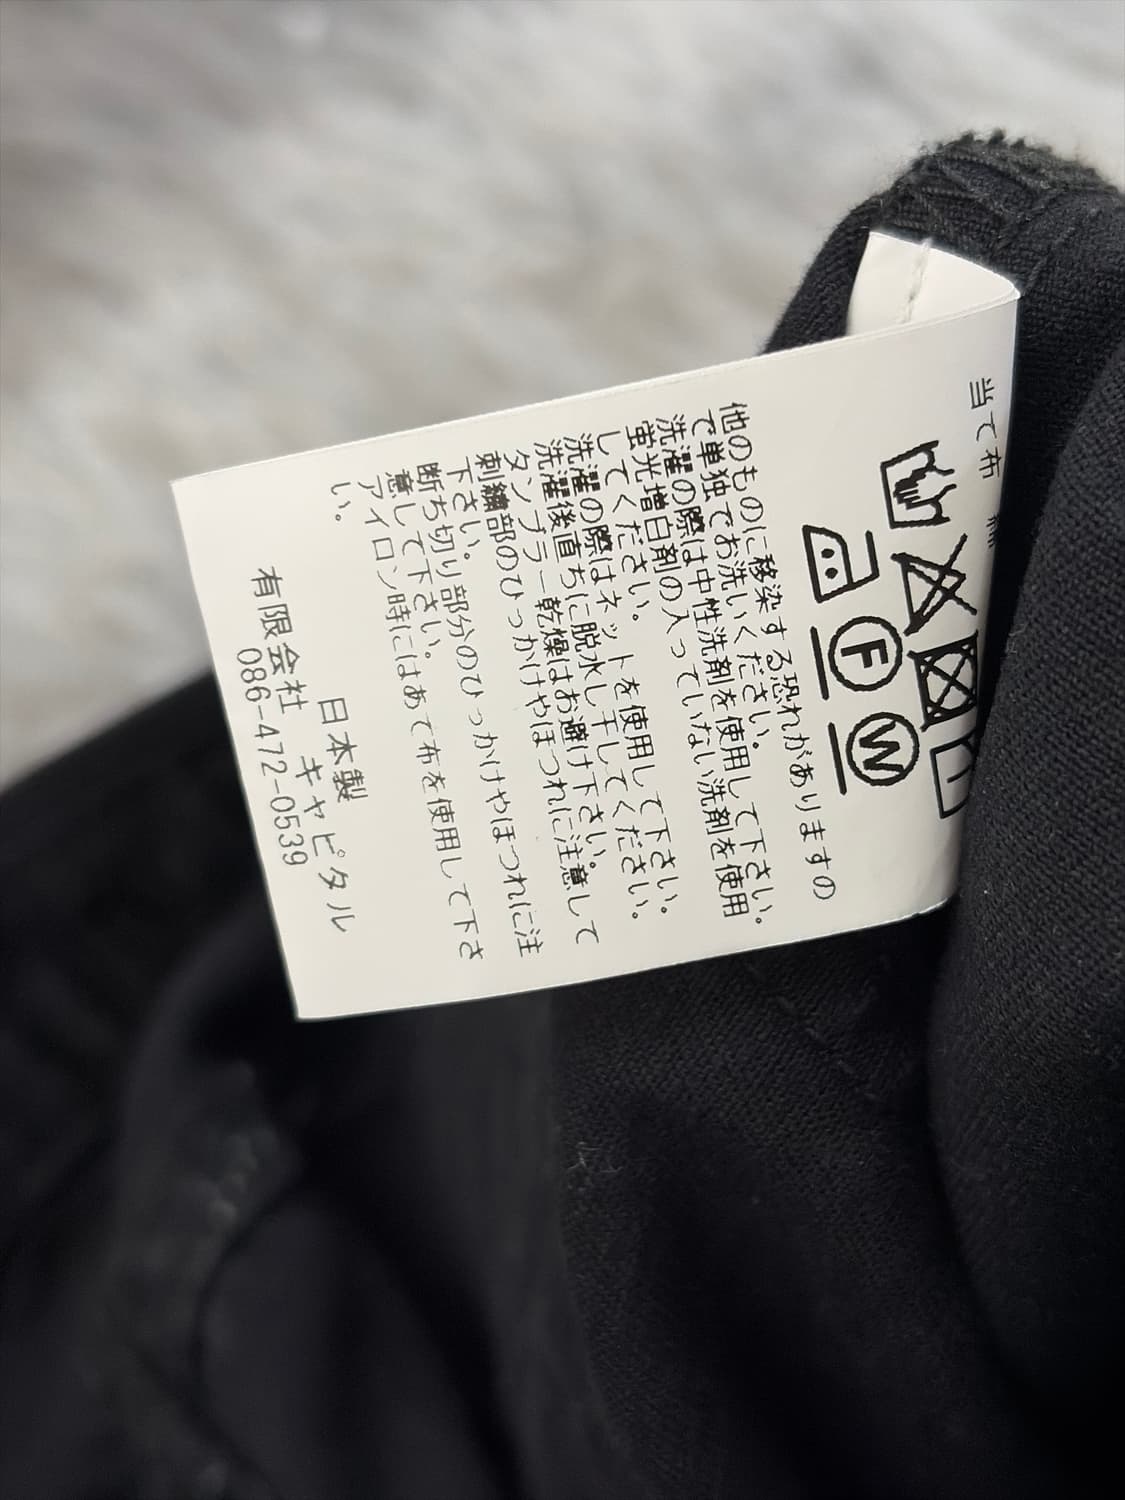 当て布
F
W
他のものに移染する恐れがありますの
で単独でお洗いください。
洗濯の際は中性洗剤を使用して下さい。
蛍光増白剤の入っていない洗剤を使用
してください。
洗濯の際はネットを使用して下さい。
洗濯後直ちに脱水し干してください。
タンブラー乾燥はお避け下さい。
刺繍部のひっかけやほつれに注意して
下さい。
断ち切り部分のひっかけやほつれに注
意して下さい。
アイロン時にはあて布を使用して下さ
い。
日本製
有限会社 キャピタル
086-472-0539